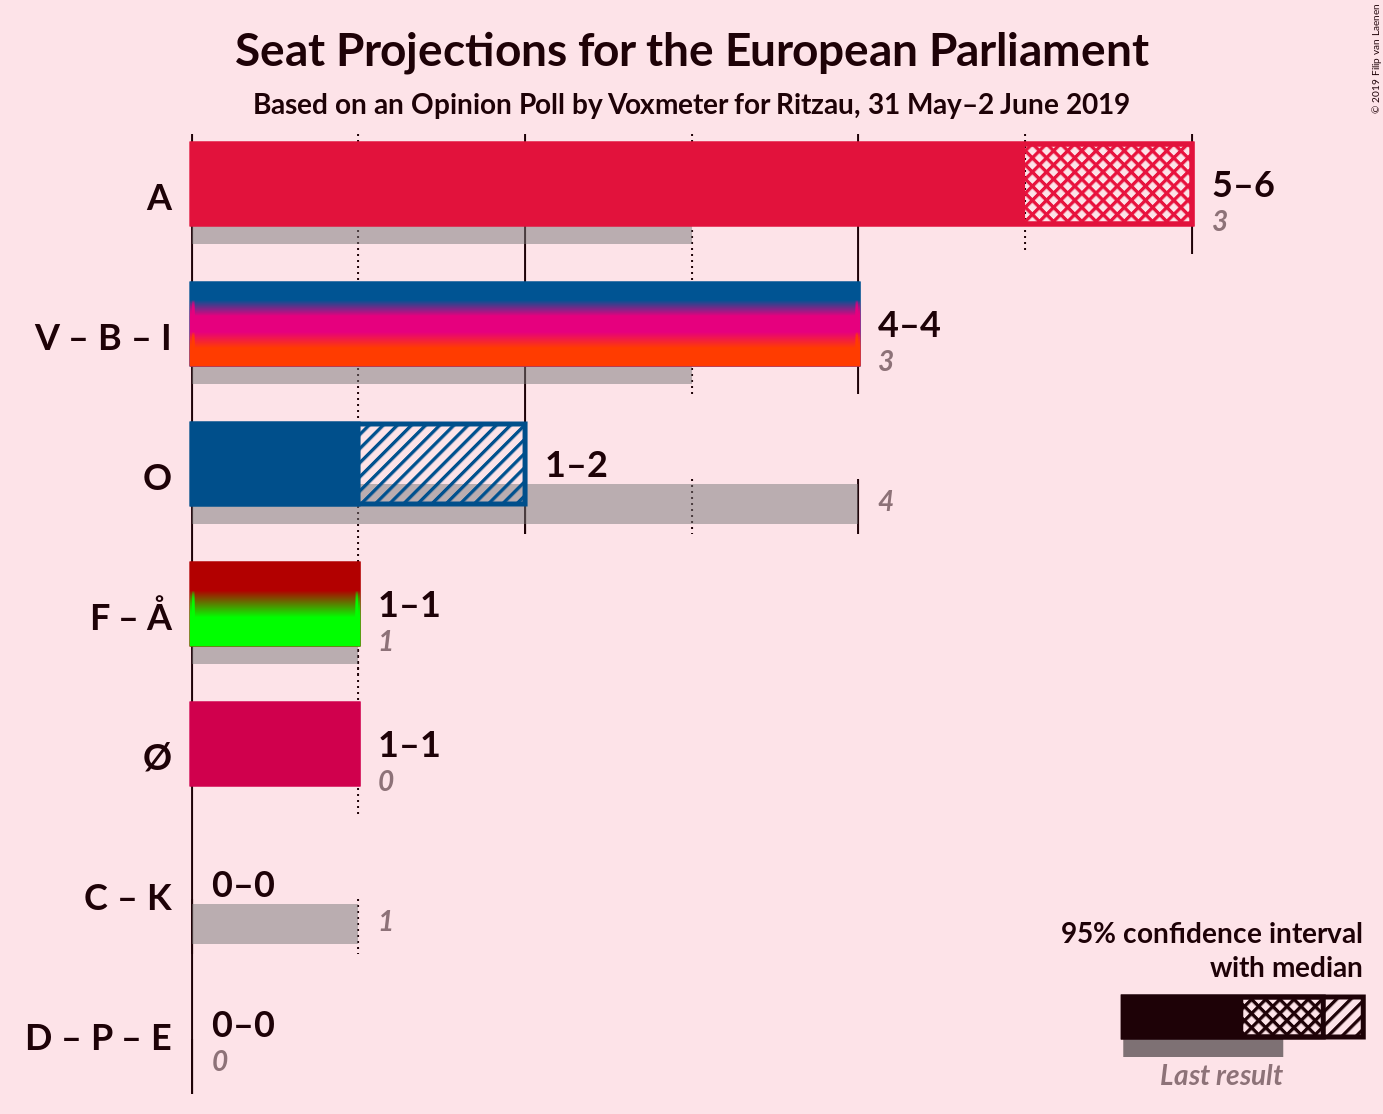 Seat Projections for the European Parliament
Based on an Opinion Poll by Voxmeter for Ritzau, 31 May–2 June 2019
© 2019 Filip van Laenen
A
5–6
3
V – B – I
4–4
3
O
1–2
4
F – Å
1–1
1
Ø
1–1
0
C – K
0–0
1
D – P – E
0–0
0
95% confidence interval
with median
Last result